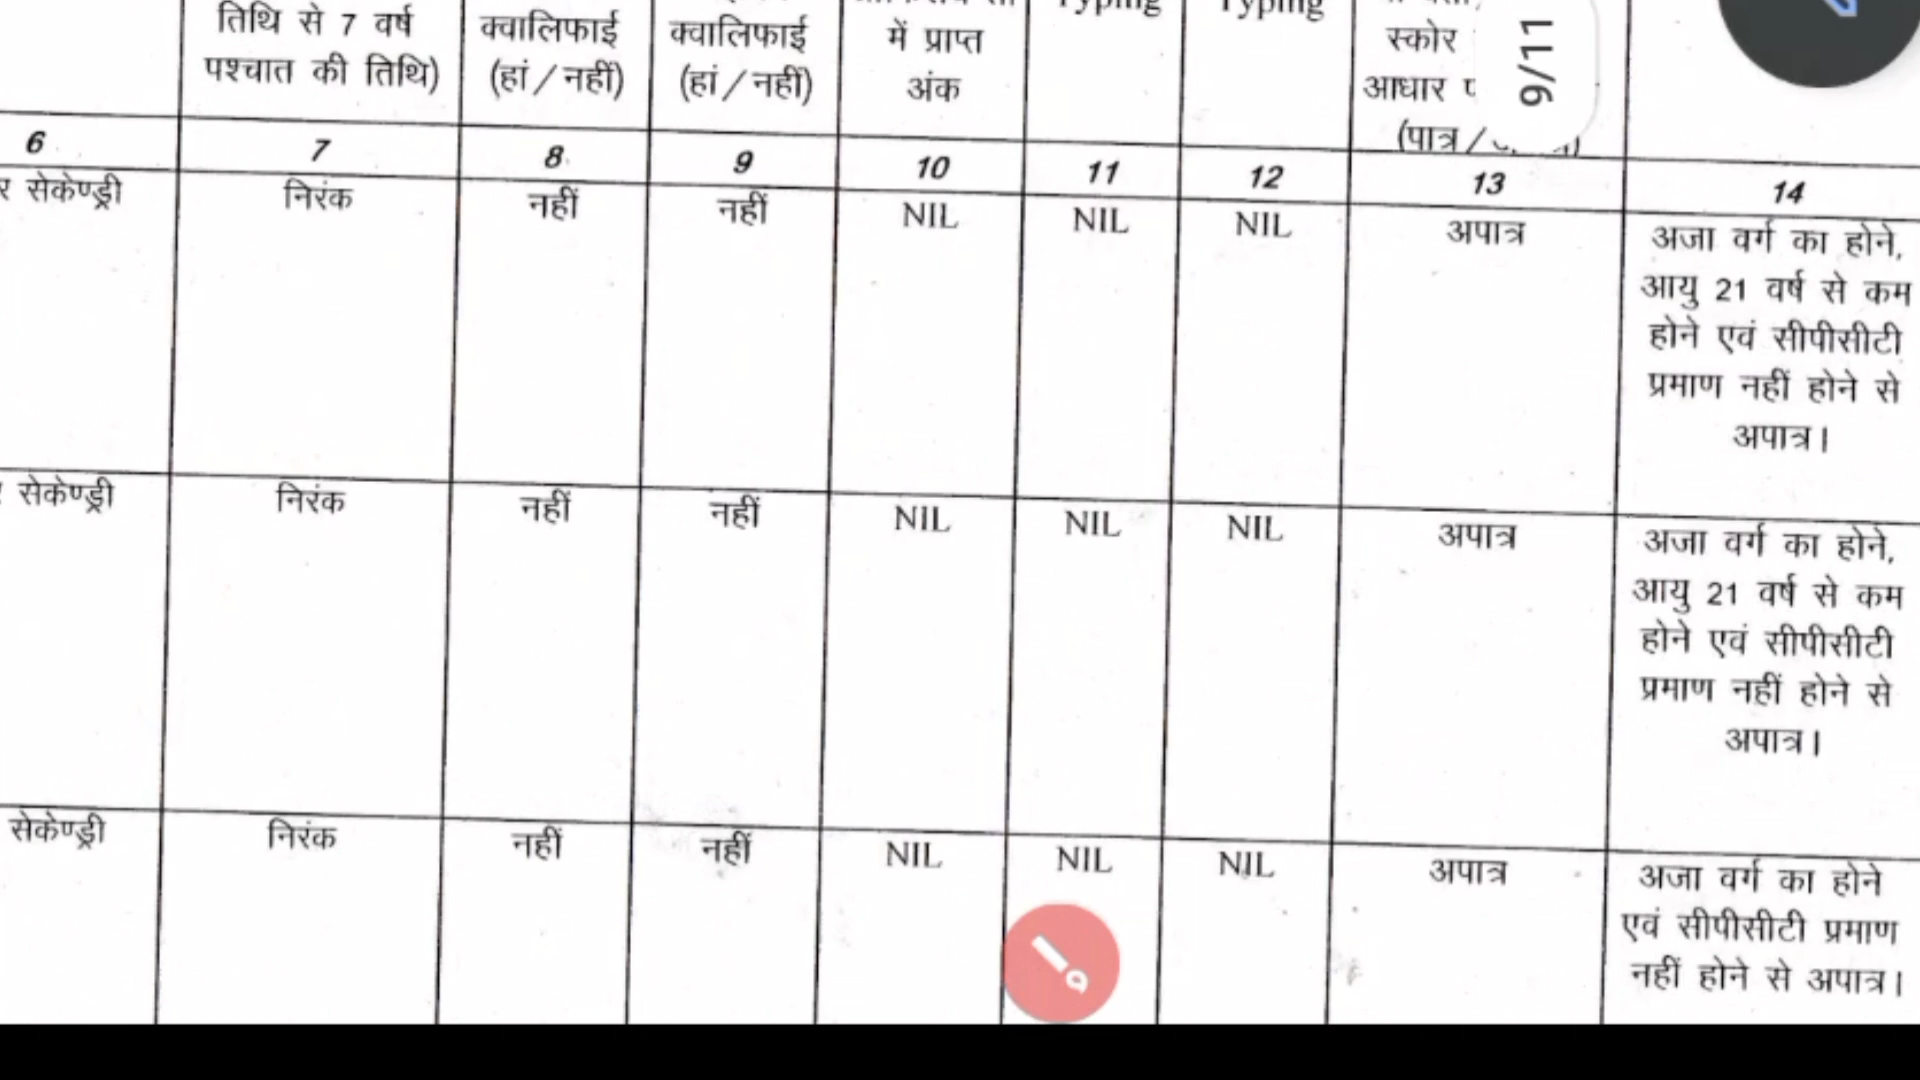 तिथि से 7 वर्ष
पश्चात की तिथि)
क्वालिफाई
(हां / नहीं)
क्वालिफाई
(हां / नहीं)
में प्राप्त
अंक
Typing
Typing
स्कोर
आधार
(पात्र /
9/11
6 7 8 9 10 11 12 13 14
सेकेण्ड्री निरंक नहीं नहीं NIL NIL NIL अपात्र
अजा वर्ग का होने,
आयु 21 वर्ष से कम
होने एवं सीपीसीटी
प्रमाण नहीं होने से
अपात्र।
सेकेण्ड्री निरंक नहीं नहीं NIL NIL NIL अपात्र
अजा वर्ग का होने,
आयु 21 वर्ष से कम
होने एवं सीपीसीटी
प्रमाण नहीं होने से
अपात्र।
सेकेण्ड्री निरंक नहीं नहीं NIL NIL NIL अपात्र
अजा वर्ग का होने
एवं सीपीसीटी प्रमाण
नहीं होने से अपात्र।